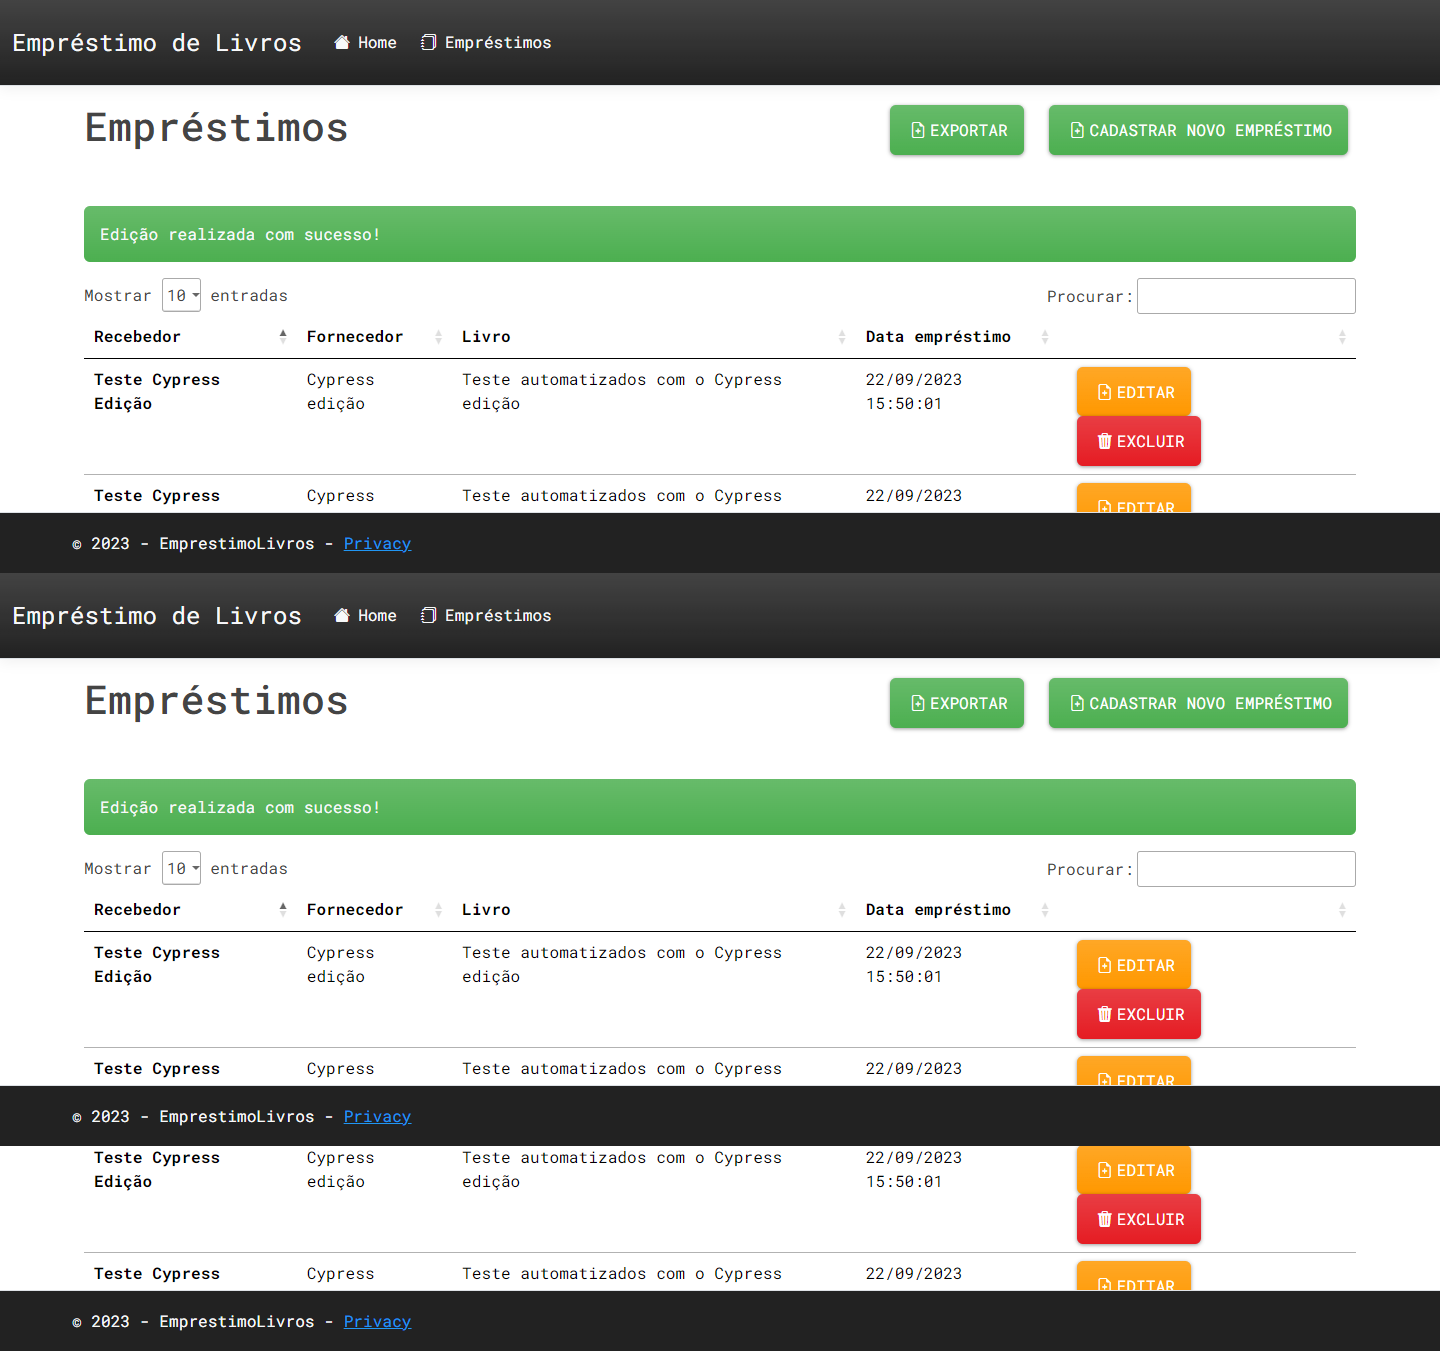 Empréstimo de Livros Home Empréstimos
Empréstimos EXPORTAR CADASTRAR NOVO EMPRÉSTIMO
Edição realizada com sucesso!
Mostrar 10 entradas Procurar:
Recebedor Fornecedor Livro Data empréstimo
Teste Cypress Cypress Teste automatizados com o Cypress 22/09/2023 EDITAR
Edição edição edição 15:50:01
EXCLUIR
Teste Cypress Cypress Teste automatizados com o Cypress 22/09/2023 EDITAR
© 2023 - EmprestimoLivros - Privacy
Empréstimo de Livros Home Empréstimos
Empréstimos EXPORTAR CADASTRAR NOVO EMPRÉSTIMO
Edição realizada com sucesso!
Mostrar 10 entradas Procurar:
Recebedor Fornecedor Livro Data empréstimo
Teste Cypress Cypress Teste automatizados com o Cypress 22/09/2023 EDITAR
Edição edição edição 15:50:01
EXCLUIR
Teste Cypress Cypress Teste automatizados com o Cypress 22/09/2023 EDITAR
© 2023 - EmprestimoLivros - Privacy
Teste Cypress Cypress Teste automatizados com o Cypress 22/09/2023 EDITAR
Edição edição edição 15:50:01
EXCLUIR
Teste Cypress Cypress Teste automatizados com o Cypress 22/09/2023 EDITAR
© 2023 - EmprestimoLivros - Privacy